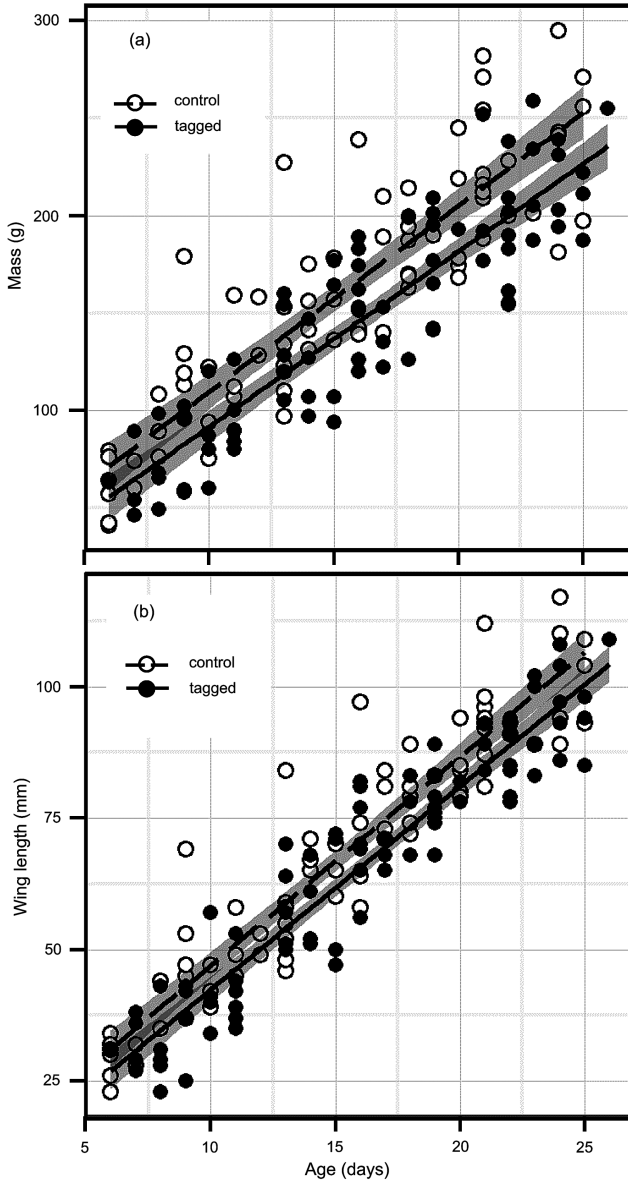 300
(a)
control
tagged
200
100
Mass (g)
(b)
control
tagged
100
75
50
25
Wing length (mm)
5 10 15 20 25
Age (days)